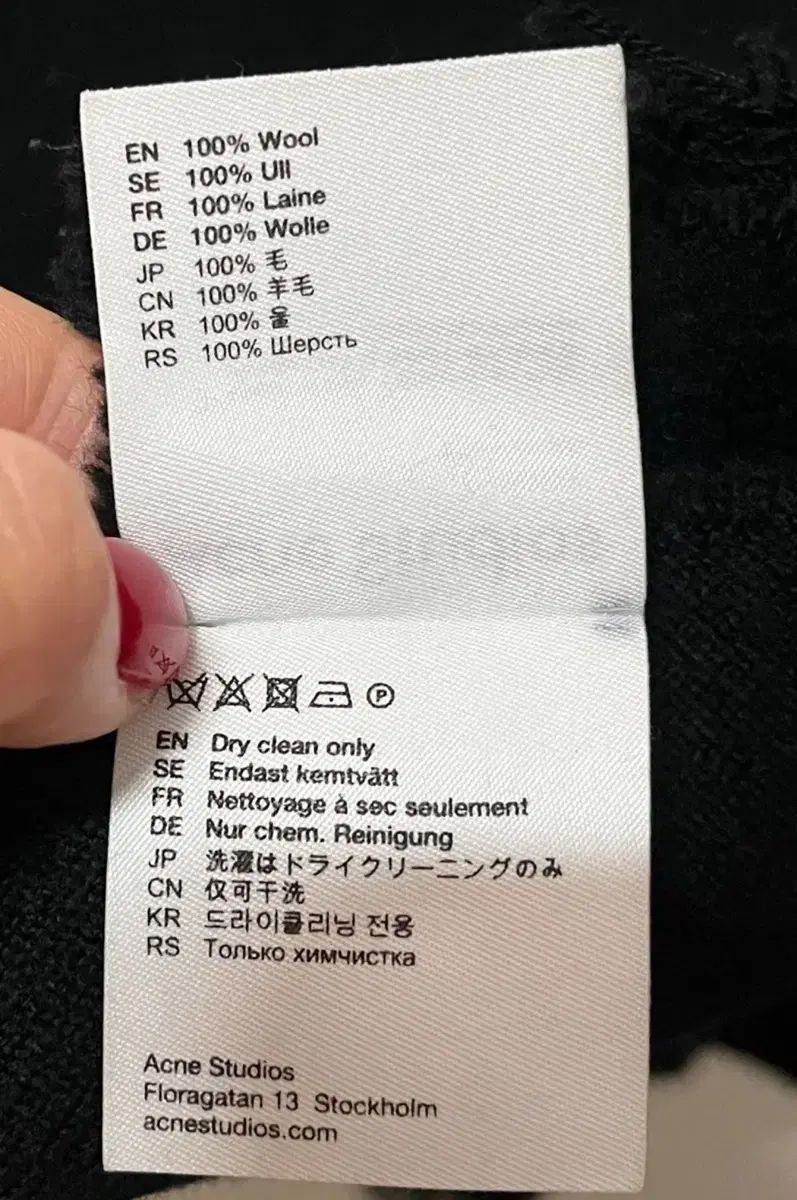 EN 100% Wool
SE 100% Ull
FR 100% Laine
DE 100% Wolle
JP 100% 毛
CN 100% 羊毛
KR 100% 울
RS 100% Шерсть
P
EN Dry clean only
SE Endast kemtvätt
FR Nettoyage à sec seulement
DE Nur chem. Reinigung
JP 洗濯はドライクリーニングのみ
CN 仅可干洗
KR 드라이클리닝 전용
RS Только химчистка
Acne Studios
Floragatan 13 Stockholm
acnestudios.com